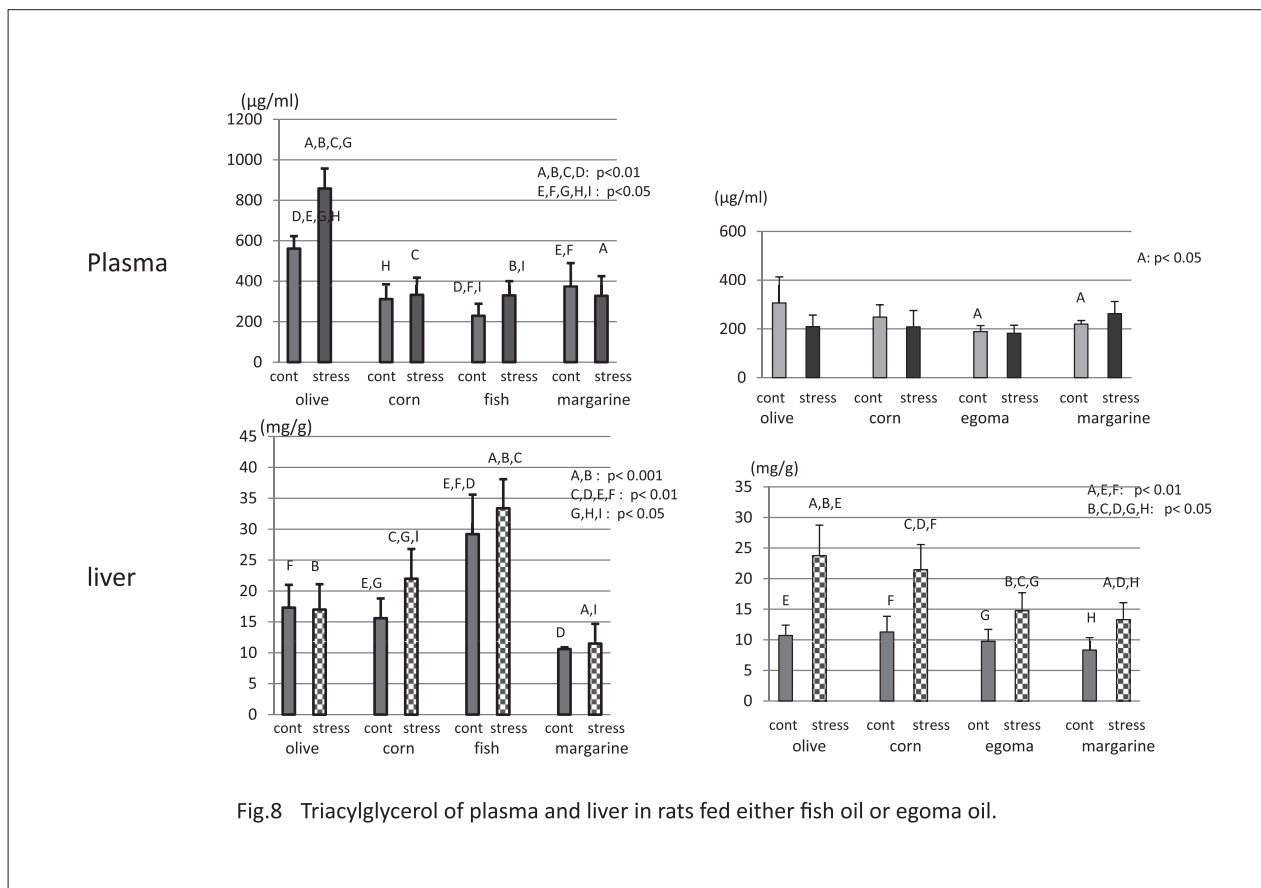 Plasma
(μg/ml)
1200
1000
800
600
400
200
0
A,B,C,G
D,E,G,H
H
C
D,F,I
B,I
E,F
A
A,B,C,D: p<0.01
E,F,G,H,I : p<0.05
cont stress cont stress cont stress cont stress
olive corn fish margarine
(μg/ml)
600
400
200
0
A
A
A: p< 0.05
cont stress cont stress cont stress cont stress
olive corn egoma margarine
liver
(mg/g)
45
40
35
30
25
20
15
10
5
0
F
B
E,G
C,G,I
E,F,D
A,B,C
D
A,I
A,B : p< 0.001
C,D,E,F : p< 0.01
G,H,I : p< 0.05
cont stress cont stress cont stress cont stress
olive corn fish margarine
(mg/g)
35
30
25
20
15
10
5
0
E
A,B,E
F
C,D,F
G
B,C,G
H
A,D,H
A,E,F: p< 0.01
B,C,D,G,H: p< 0.05
cont stress cont stress ont stress cont stress
olive corn egoma margarine
Fig.8 Triacylglycerol of plasma and liver in rats fed either fish oil or egoma oil.